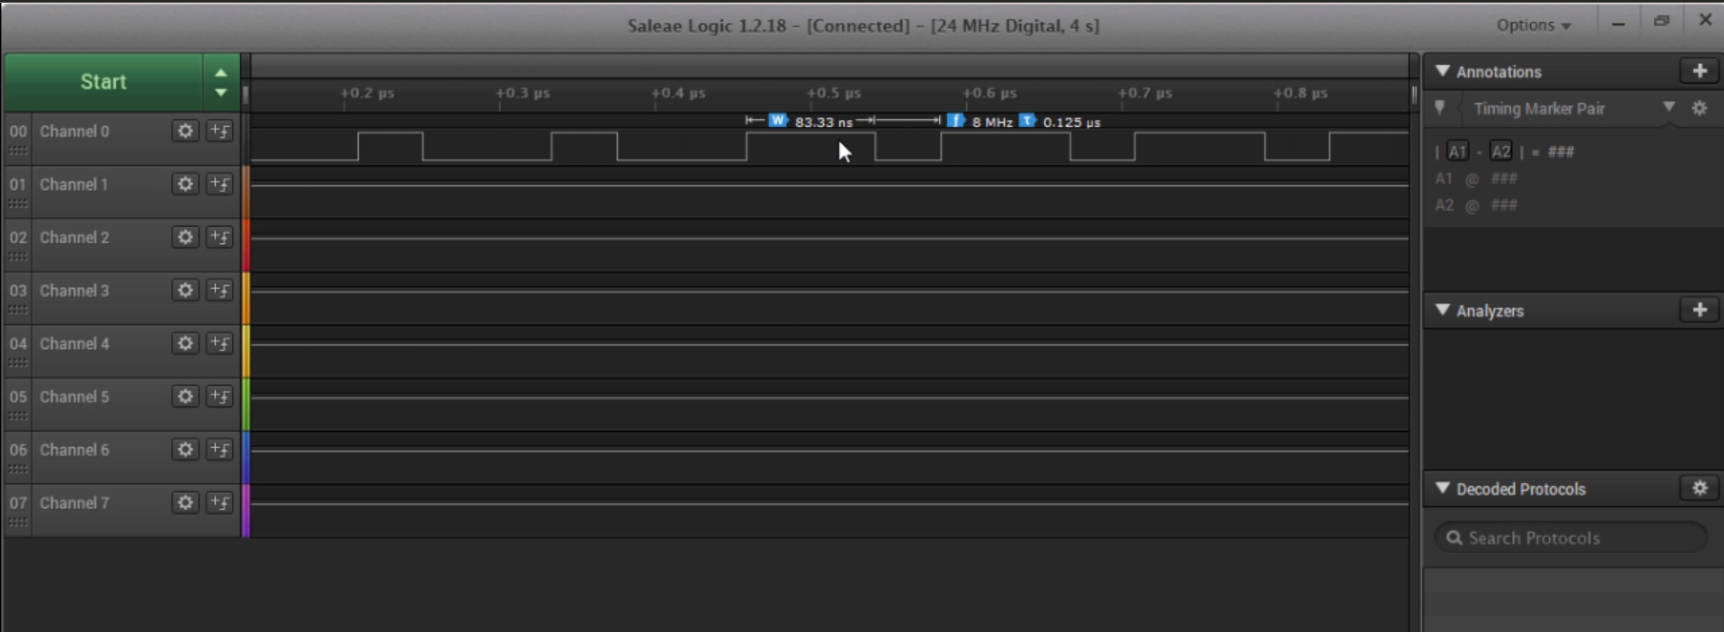 Saleae Logic 1.2.18 - [Connected] - [24 MHz Digital, 4 s]
Options
Start
+0.2 µs +0.3 µs +0.4 µs +0.5 µs +0.6 µs +0.7 µs +0.8 µs
Annotations
00 Channel 0
W 83.33 ns f 8 MHz T 0.125 µs
Timing Marker Pair
| A1 - A2 | = ###
A1 @ ###
A2 @ ###
01 Channel 1
02 Channel 2
03 Channel 3
Analyzers
04 Channel 4
05 Channel 5
06 Channel 6
07 Channel 7
Decoded Protocols
Search Protocols